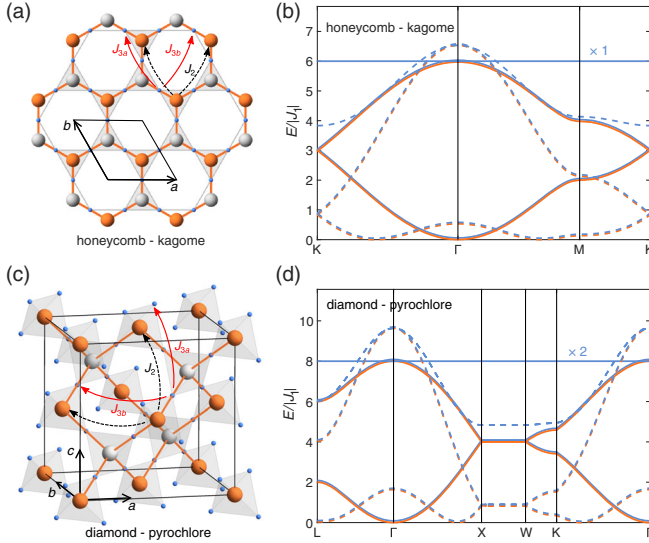 (a)
J3a
J3b
J2
b
a
honeycomb - kagome
(b)
honeycomb - kagome
× 1
E/|J1|
7
6
5
4
3
2
1
0
K Γ M K
(c)
J3a
J2
J3b
c
b
a
diamond - pyrochlore
(d)
diamond - pyrochlore
× 2
E/|J1|
10
8
6
4
2
0
L Γ X W K Γ